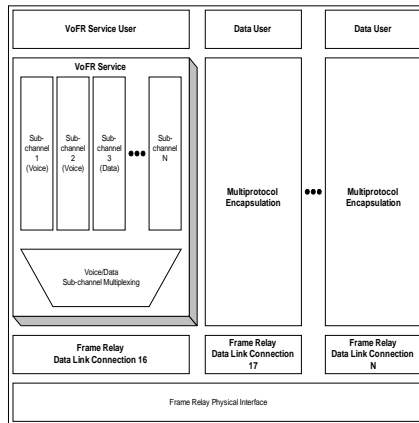 VoFR Service User
Data User
Data User
VoFR Service
Sub-
channel
1
(Voice)
Sub-
channel
2
(Voice)
Sub-
channel
3
(Data)
Sub-
channel
N
Voice/Data
Sub-channel Multiplexing
Multiprotocol
Encapsulation
Multiprotocol
Encapsulation
Frame Relay
Data Link Connection 16
Frame Relay
Data Link Connection
17
Frame Relay
Data Link Connection
N
Frame Relay Physical Interface